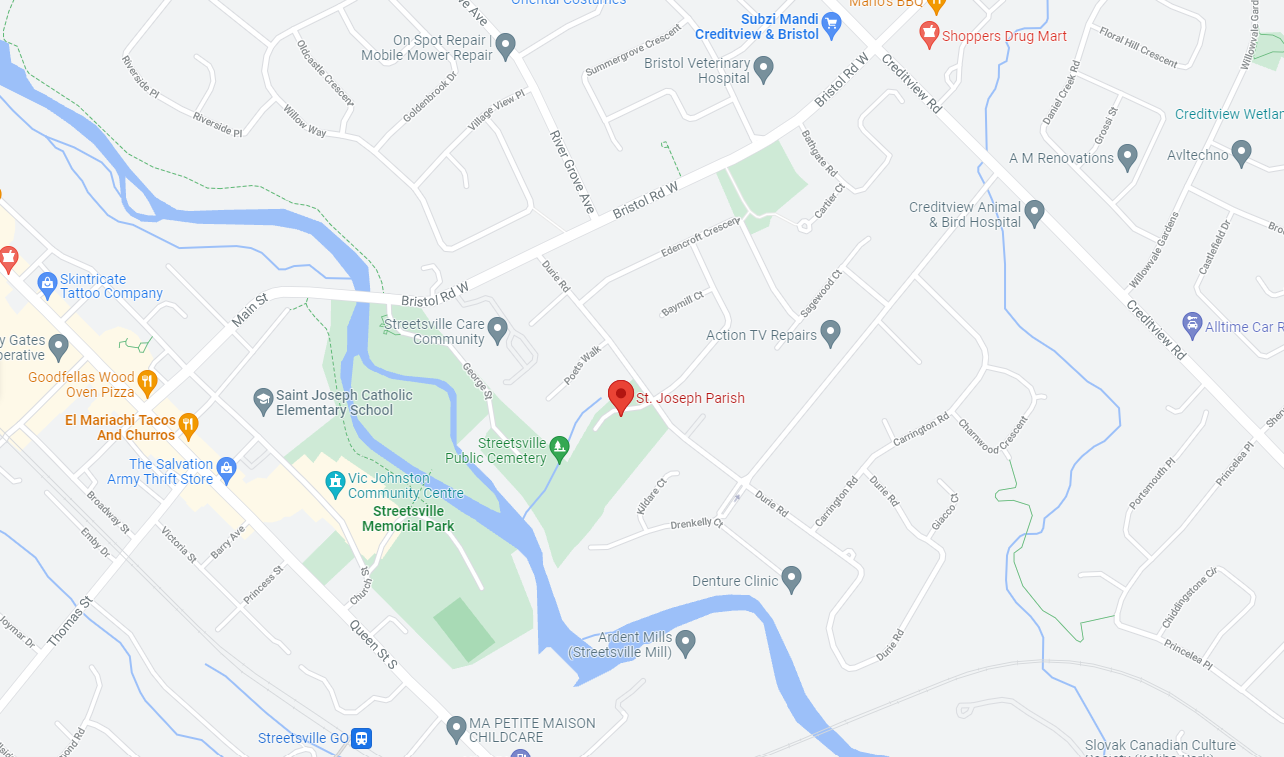 Oriental Costumes
Mario's BBQ
Subzi Mandi
Creditview & Bristol
Shoppers Drug Mart
On Spot Repair |
Mobile Mower Repair
Summergrove Crescent
Bristol Veterinary
Hospital
Floral Hill Crescent
Oldcastle Crescent
Riverside Pl
Riverside Pl
Willow Way
Goldenbrook Dr
Village View Pl
River Grove Ave
Bristol Rd W
Creditview Rd
Daniel Creek Rd
Grossi St
Creditview Wetlan
A M Renovations
Avltechno
Bathgate Rd
Cartier Ct
Bristol Rd W
Creditview Animal
& Bird Hospital
Willowvale Gardens
Castlefield Dr
Edencroft Crescent
Durie Rd
Baymill Ct
Sagewood Ct
Skintricate
Tattoo Company
Main St
Bristol Rd W
Streetsville Care
Community
Action TV Repairs
Creditview Rd
Alltime Car R
y Gates
perative
Goodfellas Wood
Oven Pizza
Poets Walk
George St
St. Joseph Parish
Saint Joseph Catholic
Elementary School
El Mariachi Tacos
And Churros
Streetsville
Public Cemetery
Carrington Rd
Charnwood Crescent
The Salvation
Army Thrift Store
Vic Johnston
Community Centre
Streetsville
Memorial Park
Kildare Ct
Drenkelly Ct
Durie Rd
Carrington Rd
Durie Rd
Giacco Ct
Portsmouth Pl
Princelea Pl
Broadway St
Emby Dr
Victoria St
Barry Ave
Princess St
Church St
Denture Clinic
Chiddingstone Cir
Thomas St
Joymar Dr
Queen St S
Ardent Mills
(Streetsville Mill)
Durie Rd
Princelea Pl
Streetsville GO
MA PETITE MAISON
CHILDCARE
Slovak Canadian Culture